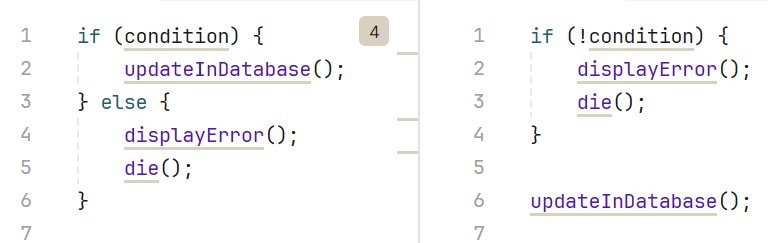 1 if (condition) { 4
2 updateInDatabase();
3 } else {
4 displayError();
5 die();
6 }
7
1 if (!condition) {
2 displayError();
3 die();
4 }
5
6 updateInDatabase();
7